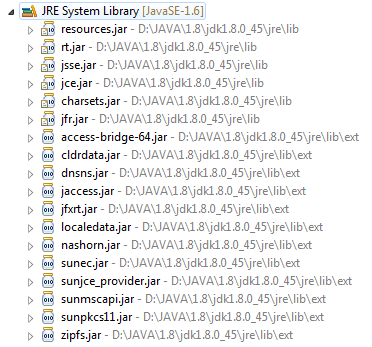 JRE System Library [JavaSE-1.6]
resources.jar - D:\JAVA\1.8\jdk1.8.0_45\jre\lib
rt.jar - D:\JAVA\1.8\jdk1.8.0_45\jre\lib
jsse.jar - D:\JAVA\1.8\jdk1.8.0_45\jre\lib
jce.jar - D:\JAVA\1.8\jdk1.8.0_45\jre\lib
charsets.jar - D:\JAVA\1.8\jdk1.8.0_45\jre\lib
jfr.jar - D:\JAVA\1.8\jdk1.8.0_45\jre\lib
access-bridge-64.jar - D:\JAVA\1.8\jdk1.8.0_45\jre\lib\ext
cldrdata.jar - D:\JAVA\1.8\jdk1.8.0_45\jre\lib\ext
dnsns.jar - D:\JAVA\1.8\jdk1.8.0_45\jre\lib\ext
jaccess.jar - D:\JAVA\1.8\jdk1.8.0_45\jre\lib\ext
jfxrt.jar - D:\JAVA\1.8\jdk1.8.0_45\jre\lib\ext
localedata.jar - D:\JAVA\1.8\jdk1.8.0_45\jre\lib\ext
nashorn.jar - D:\JAVA\1.8\jdk1.8.0_45\jre\lib\ext
sunec.jar - D:\JAVA\1.8\jdk1.8.0_45\jre\lib\ext
sunjce_provider.jar - D:\JAVA\1.8\jdk1.8.0_45\jre\lib\ext
sunmscapi.jar - D:\JAVA\1.8\jdk1.8.0_45\jre\lib\ext
sunpkcs11.jar - D:\JAVA\1.8\jdk1.8.0_45\jre\lib\ext
zipfs.jar - D:\JAVA\1.8\jdk1.8.0_45\jre\lib\ext